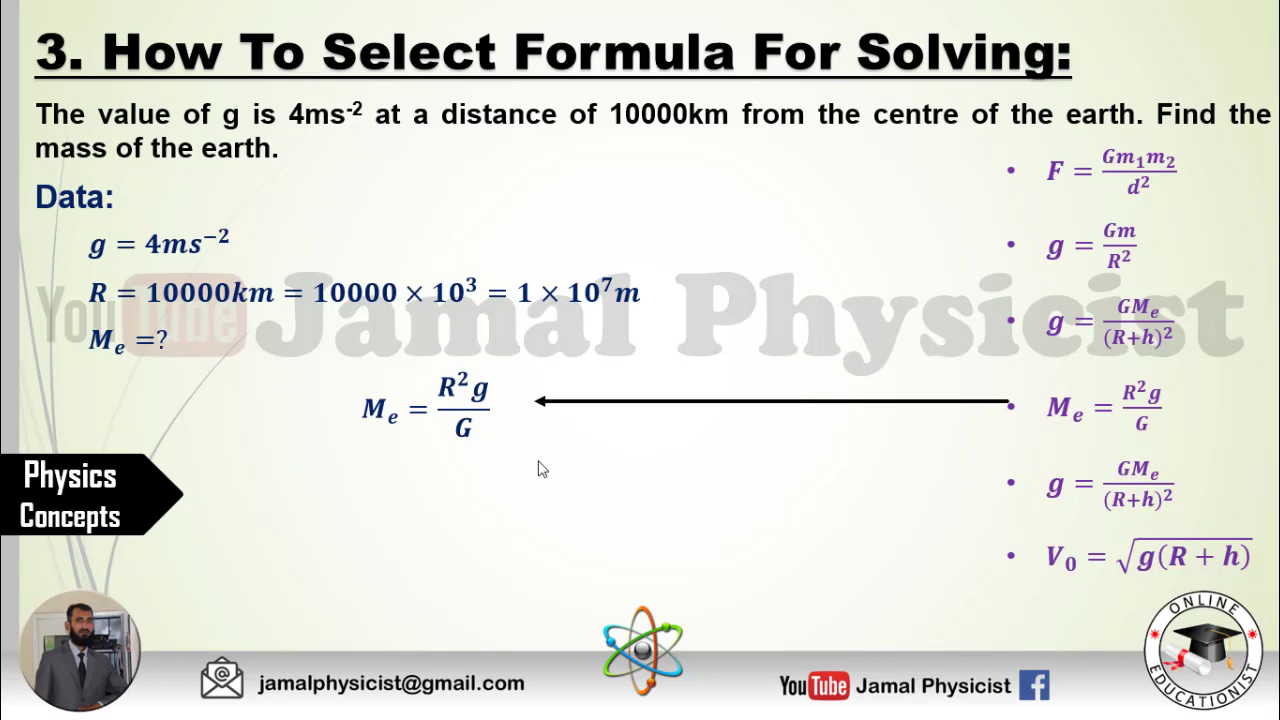 3. How To Select Formula For Solving:
The value of g is 4ms⁻² at a distance of 10000km from the centre of the earth. Find the
mass of the earth.
Data:
g = 4ms⁻²
R = 10000km = 10000 × 10³ = 1 × 10⁷m
Mₑ =?
Mₑ = R²g / G
• F = Gm₁m₂ / d²
• g = Gm / R²
• g = GMₑ / (R+h)²
• Mₑ = R²g / G
• g = GMₑ / (R+h)²
• V₀ = √g(R + h)
YouTube Jamal Physicist
Physics
Concepts
jamalphysicist@gmail.com
YouTube Jamal Physicist f
ONLINE
EDUCATIONIST